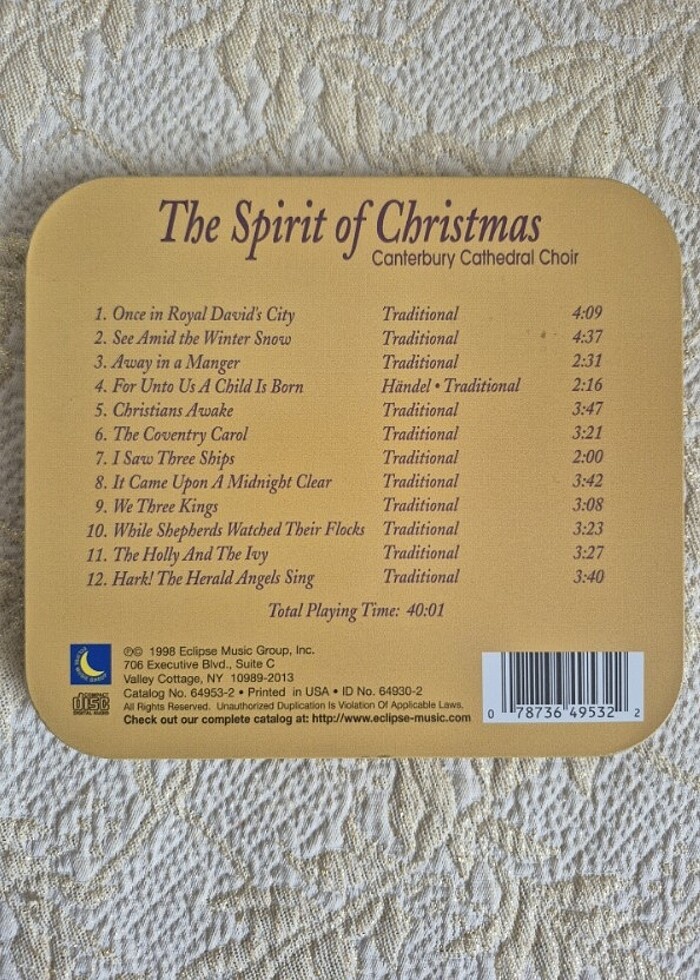 The Spirit of Christmas
Canterbury Cathedral Choir
1. Once in Royal David's City Traditional 4:09
2. See Amid the Winter Snow Traditional 4:37
3. Away in a Manger Traditional 2:31
4. For Unto Us A Child Is Born Händel • Traditional 2:16
5. Christians Awake Traditional 3:47
6. The Coventry Carol Traditional 3:21
7. I Saw Three Ships Traditional 2:00
8. It Came Upon A Midnight Clear Traditional 3:42
9. We Three Kings Traditional 3:08
10. While Shepherds Watched Their Flocks Traditional 3:23
11. The Holly And The Ivy Traditional 3:27
12. Hark! The Herald Angels Sing Traditional 3:40
Total Playing Time: 40:01
℗© 1998 Eclipse Music Group, Inc.
706 Executive Blvd., Suite C
Valley Cottage, NY 10989-2013
Catalog No. 64953-2 • Printed in USA • ID No. 64930-2
All Rights Reserved. Unauthorized Duplication Is Violation Of Applicable Laws.
Check out our complete catalog at: http://www.eclipse-music.com
COMPACT
disc
DIGITAL AUDIO
0 78736 49532 2